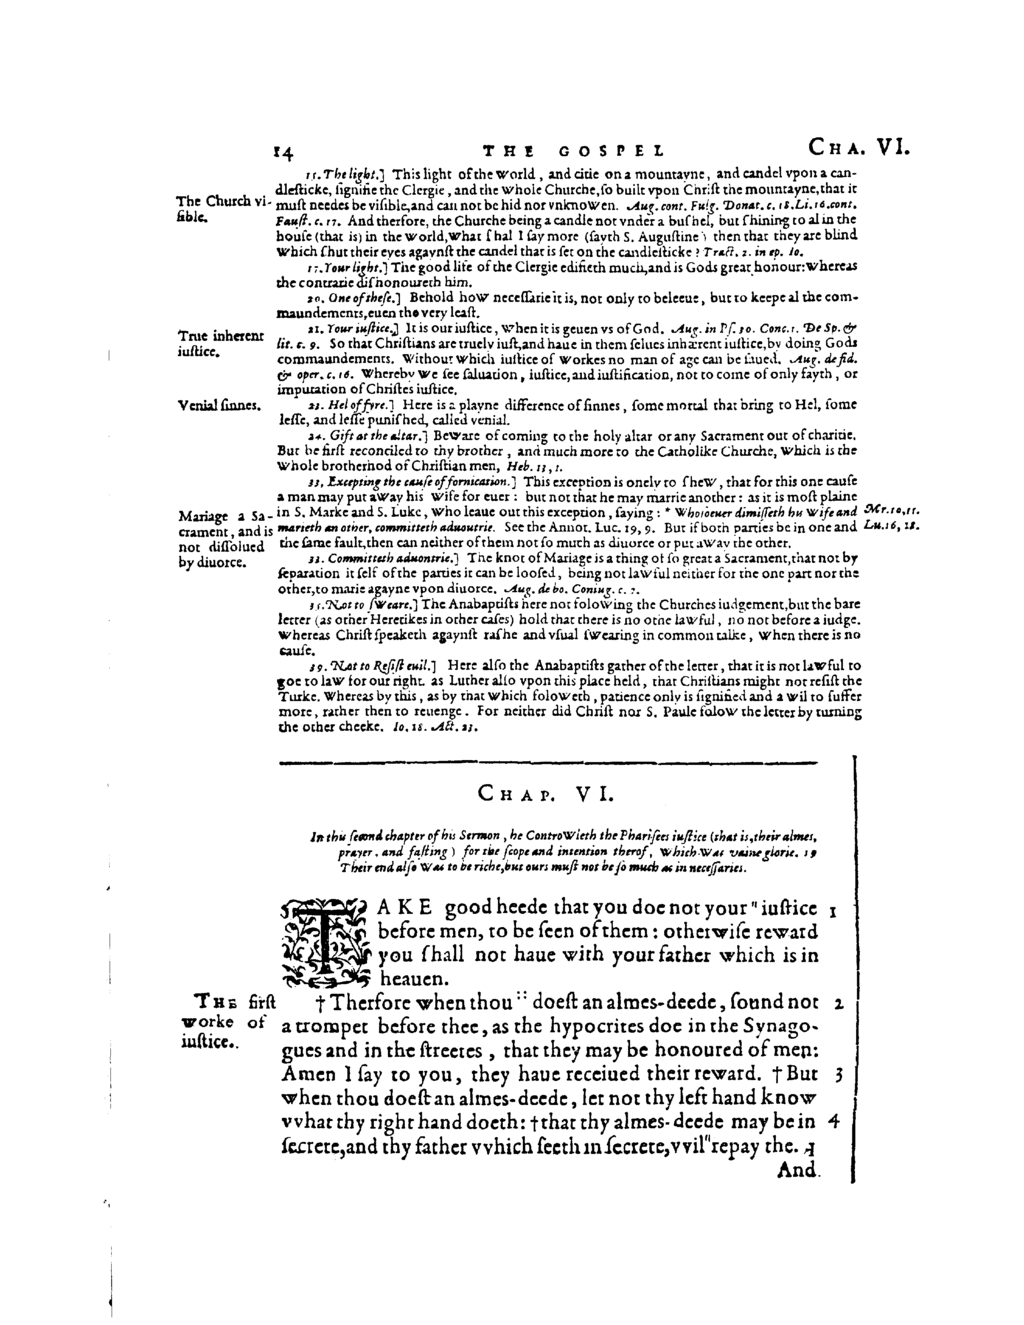 14 THE GOSPEL CHA. VI.
15. The light.] This light of the world, and citie on a mountayne, and candel vpon a can-
dleſticke, ſignifie the Clergie, and the whole Churche, ſo built vpon Chriſt the mountayne, that it
The Church vi- muſt needes be viſible, and can not be hid nor vnknowen. Aug. cont. Fulg. Donat. c. 18. Li. 16. cont.
ſible. Fauſt. c. 17. And therfore, the Churche being a candle not vnder a buſhel, but ſhining to al in the
houſe (that is) in the world, what ſhal I ſay more (ſayth S. Auguſtine) then that they are blind
which ſhut their eyes agaynſt the candel that is ſet on the candleſticke? Tract. 2. in ep. Io.
17. Your light.] The good life of the Clergie edifieth much, and is Gods great honour: whereas
the contrarie diſhonoureth him.
20. One of theſe.] Behold how neceſſarie it is, not only to beleeue, but to keepe al the com-
maundements, euen the very leaſt.
21. Your iuſtice.] It is our iuſtice, when it is geuen vs of God. Aug. in Pſ. 30. Conc. 1. De Sp. &
True inherent lit. c. 9. So that Chriſtians are truely iuſt, and haue in them ſelues inhærent iuſtice, by doing Gods
iuſtice. commaundements, without which iuſtice of workes no man of age can be ſaued. Aug. de fid.
& oper. c. 16. Whereby we ſee ſaluation, iuſtice, and iuſtification, not to come of only fayth, or
imputation of Chriſtes iuſtice.
Venial ſinnes. 22. Hel of fyre.] Here is a playne difference of ſinnes, ſome mortal that bring to Hel, ſome
leſſe, and leſſe puniſhed, called venial.
24. Gift at the altar.] Beware of coming to the holy altar or any Sacrament out of charitie.
But be firſt reconciled to thy brother, and much more to the Catholike Churche, which is the
whole brotherhod of Chriſtian men, Heb. 13, 1.
32, Excepting the cauſe of fornication.] This exception is onely to ſhew, that for this one cauſe
a man may put away his wife for euer: but not that he may marrie another: as it is moſt plaine
Mariage a Sa- in S. Marke and S. Luke, who leaue out this exception, ſaying: * Whoſoeuer dimiſſeth his wife and Mr. 10, 11.
crament, and is marieth an other, committeth aduoutrie. See the Annot. Luc. 19, 9. But if both parties be in one and Lu. 16, 18.
not diſſolued the ſame fault, then can neither of them not ſo much as diuorce or put away the other.
by diuorce. 32. Committeth aduoutrie.] The knot of Mariage is a thing of ſo great a Sacrament, that not by
ſeparation it ſelf of the parties it can be looſed, being not lawful neither for the one part nor the
other, to marie agayne vpon diuorce. Aug. de bo. Coniug. c. 7.
35. Not to ſweare.] The Anabaptiſts here not folowing the Churches iudgement, but the bare
letter (as other Heretikes in other caſes) hold that there is no othe lawful, no not before a iudge.
whereas Chriſt ſpeaketh agaynſt raſhe and vſual ſwearing in common talke, when there is no
cauſe.
39. Not to Reſiſt euil.] Here alſo the Anabaptiſts gather of the letter, that it is not lawful to
goe to law for our right. as Luther alſo vpon this place held, that Chriſtians might not reſiſt the
Turke. Whereas by this, as by that which foloweth, patience only is ſignified and a wil to ſuffer
more, rather then to reuenge. For neither did Chriſt nor S. Paule folow the letter by turning
the other cheeke. Io. 18. Act. 23.
CHAP. VI.
In this ſecond chapter of his Sermon, he Controwleth the Phariſees iuſtice (that is, their almes,
prayer, and faſting) for the ſcope and intention therof, which was vaine glorie. 19
Their end alſo was to be riche, but ours muſt not be ſo much as in neceſſaries.
TAKE good heede that you doe not your " iuſtice 1
before men, to be ſeen of them: otherwiſe reward
you ſhall not haue with your father which is in
heauen.
THE firſt † Therfore when thou :: doeſt an almes-deede, ſound not 2
worke of a trompet before thee, as the hypocrites doe in the Synago-
iuſtice. gues and in the ſtreetes, that they may be honoured of men:
Amen I ſay to you, they haue receiued their reward. † But 3
when thou doeſt an almes-deede, let not thy left hand know
vvhat thy right hand doeth: † that thy almes-deede may be in 4
ſecrete, and thy father vvhich ſeeth in ſecrete, vvil "repay the.
And